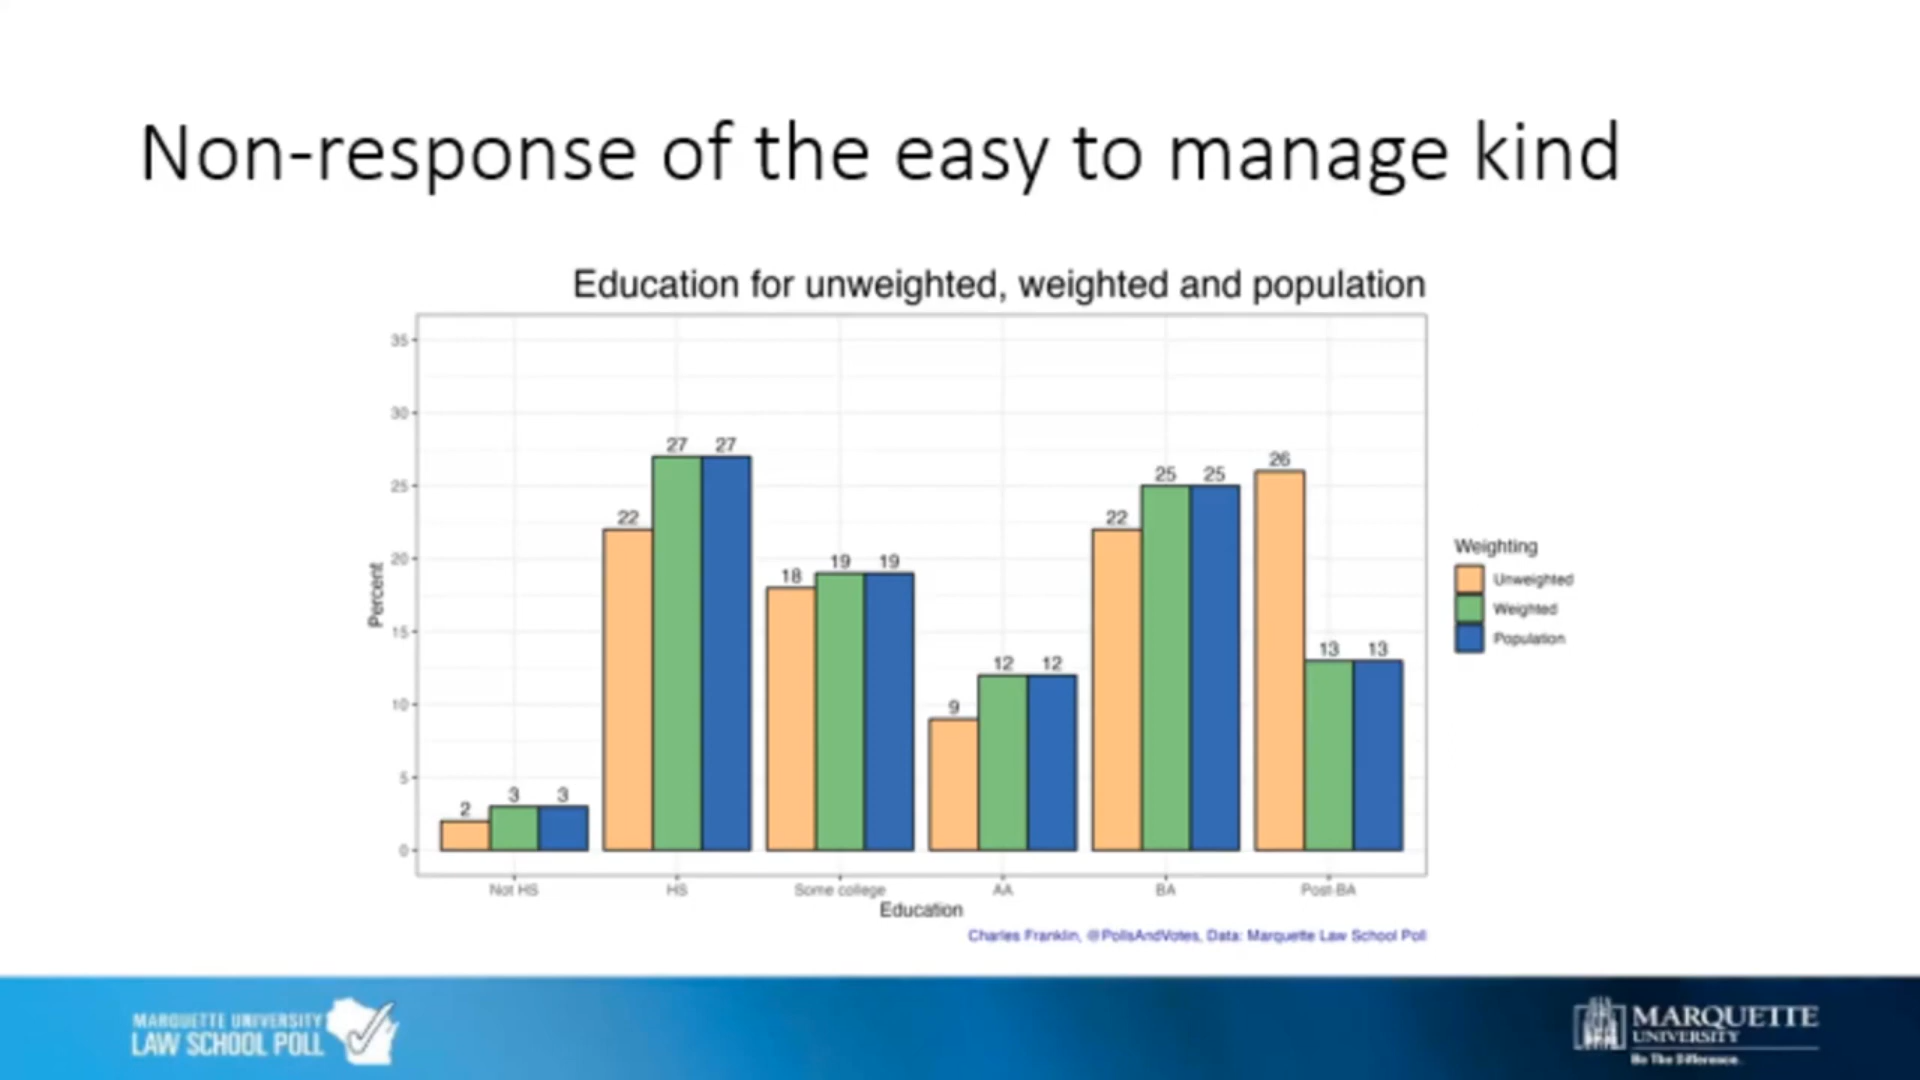 Non-response of the easy to manage kind
Education for unweighted, weighted and population
35
30
25
20
15
10
5
0
Percent
2 3 3
22 27 27
18 19 19
9 12 12
22 25 25
26 13 13
Not HS HS Some college AA BA Post-BA
Education
Weighting
Unweighted
Weighted
Population
Charles Franklin, @PollsAndVotes, Data: Marquette Law School Poll
MARQUETTE UNIVERSITY
LAW SCHOOL POLL
MARQUETTE
UNIVERSITY
Be The Difference.